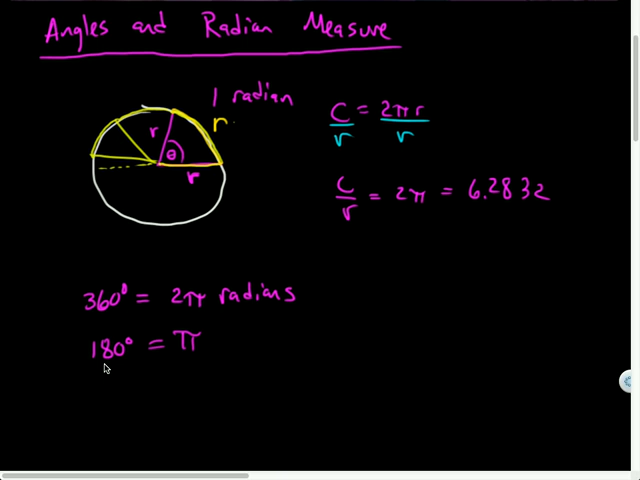 Angles and Radian Measure
1 radian
r
r
θ
r
C/r = 2πr/r
C/r = 2π = 6.2832
360° = 2π radians
180° = π